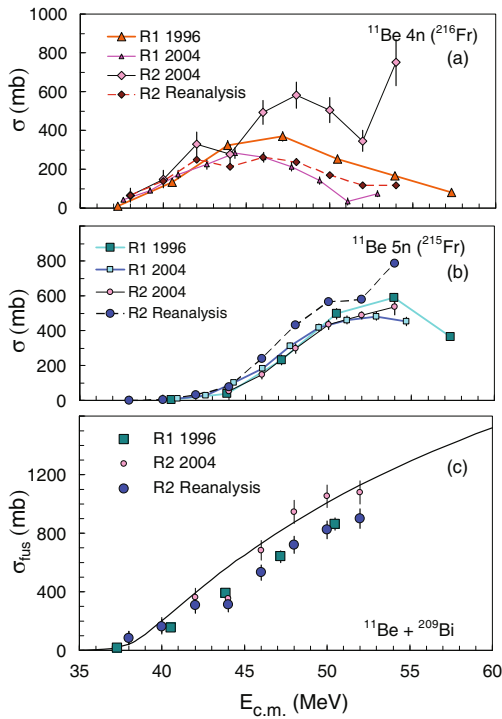 ¹¹Be 4n (²¹⁶Fr)
(a)
R1 1996
R1 2004
R2 2004
R2 Reanalysis
σ (mb)
1000
800
600
400
200
0
¹¹Be 5n (²¹⁵Fr)
(b)
R1 1996
R1 2004
R2 2004
R2 Reanalysis
σ (mb)
800
600
400
200
0
(c)
R1 1996
R2 2004
R2 Reanalysis
σfus (mb)
1200
800
400
0
¹¹Be + ²⁰⁹Bi
35 40 45 50 55 60
E c.m. (MeV)